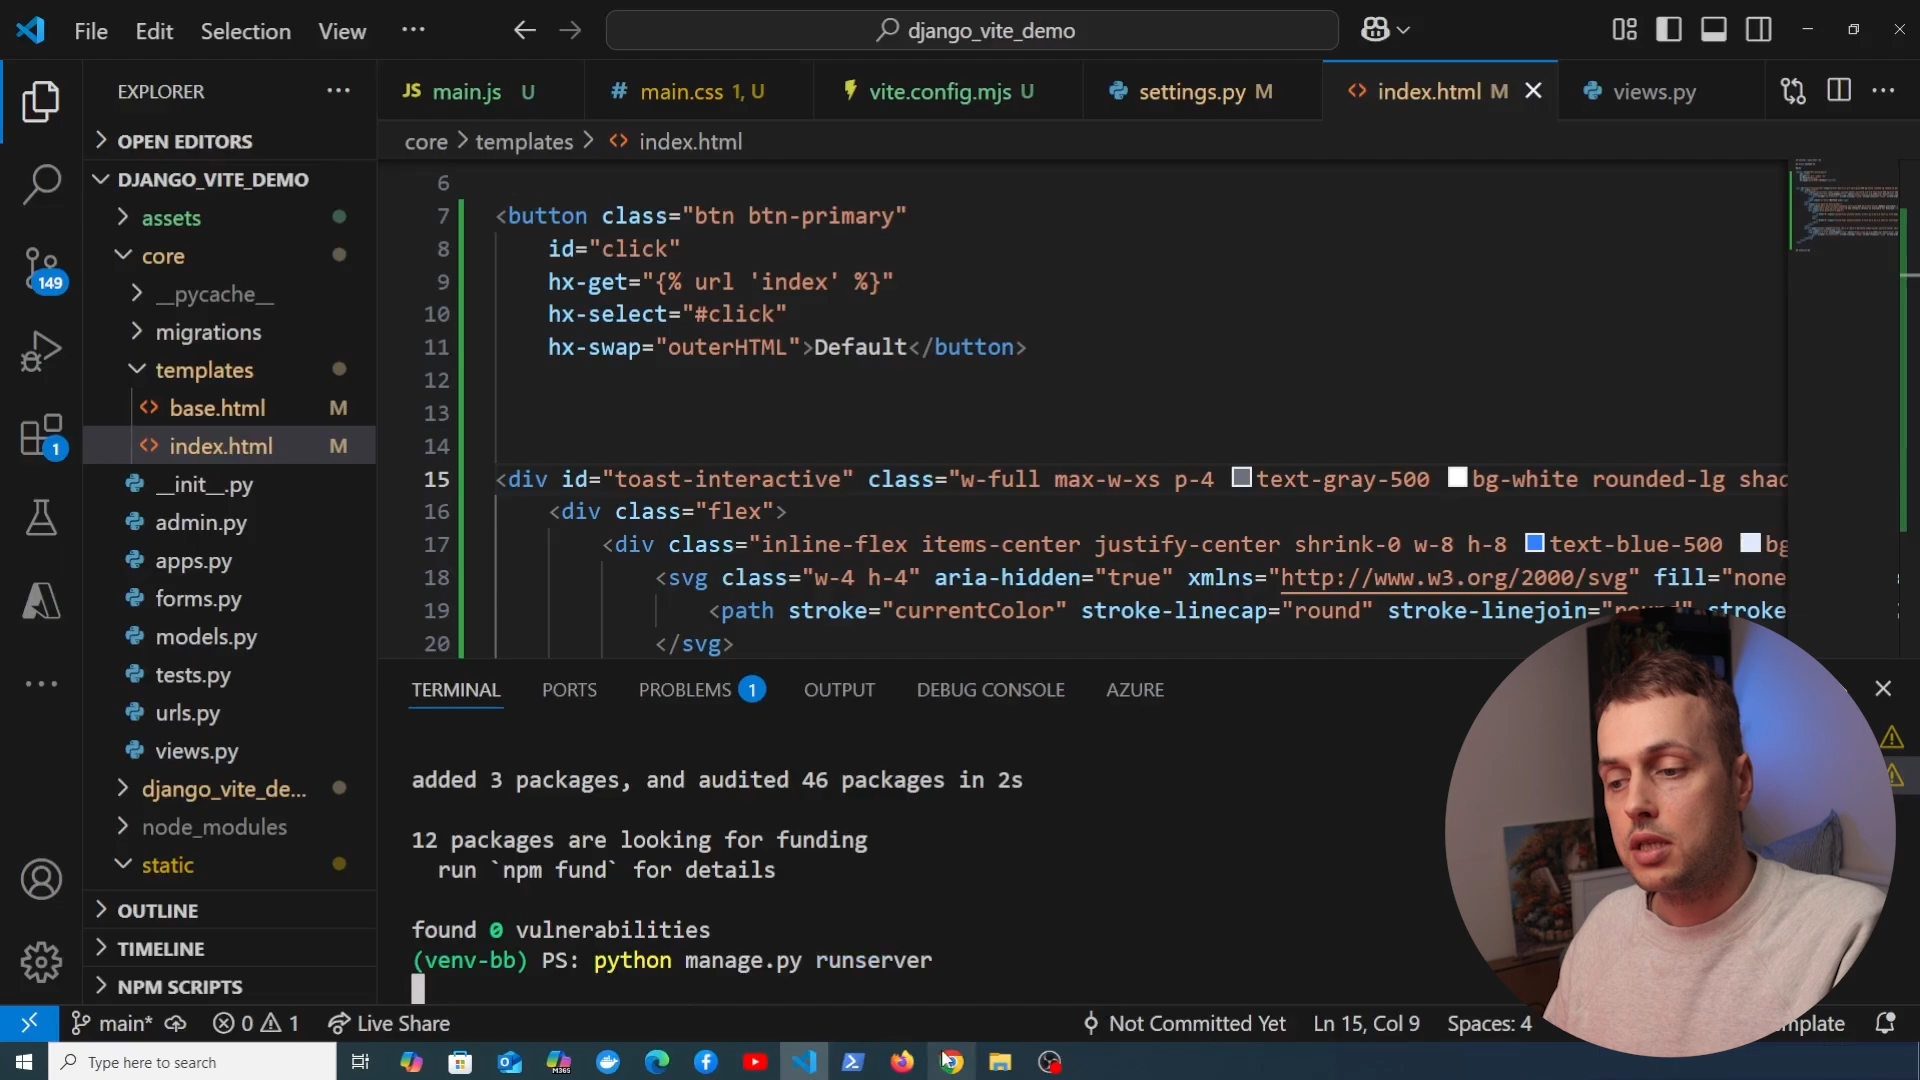 File Edit Selection View ··· django_vite_demo
EXPLORER ···
OPEN EDITORS
DJANGO_VITE_DEMO
assets
core
__pycache__
migrations
templates
base.html M
index.html M
__init__.py
admin.py
apps.py
forms.py
models.py
tests.py
urls.py
views.py
django_vite_de...
node_modules
static
OUTLINE
TIMELINE
NPM SCRIPTS
149
1
JS main.js U # main.css 1, U vite.config.mjs U settings.py M index.html M views.py
core > templates > index.html
6
7 <button class="btn btn-primary"
8 id="click"
9 hx-get="{% url 'index' %}"
10 hx-select="#click"
11 hx-swap="outerHTML">Default</button>
12
13
14
15 <div id="toast-interactive" class="w-full max-w-xs p-4 text-gray-500 bg-white rounded-lg shad
16 <div class="flex">
17 <div class="inline-flex items-center justify-center shrink-0 w-8 h-8 text-blue-500 bg
18 <svg class="w-4 h-4" aria-hidden="true" xmlns="http://www.w3.org/2000/svg" fill="none
19 <path stroke="currentColor" stroke-linecap="round" stroke-linejoin="round" stroke
20 </svg>
TERMINAL PORTS PROBLEMS 1 OUTPUT DEBUG CONSOLE AZURE
added 3 packages, and audited 46 packages in 2s
12 packages are looking for funding
run `npm fund` for details
found 0 vulnerabilities
(venv-bb) PS: python manage.py runserver
main* 0 1 Live Share Not Committed Yet Ln 15, Col 9 Spaces: 4 mplate
Type here to search
M365